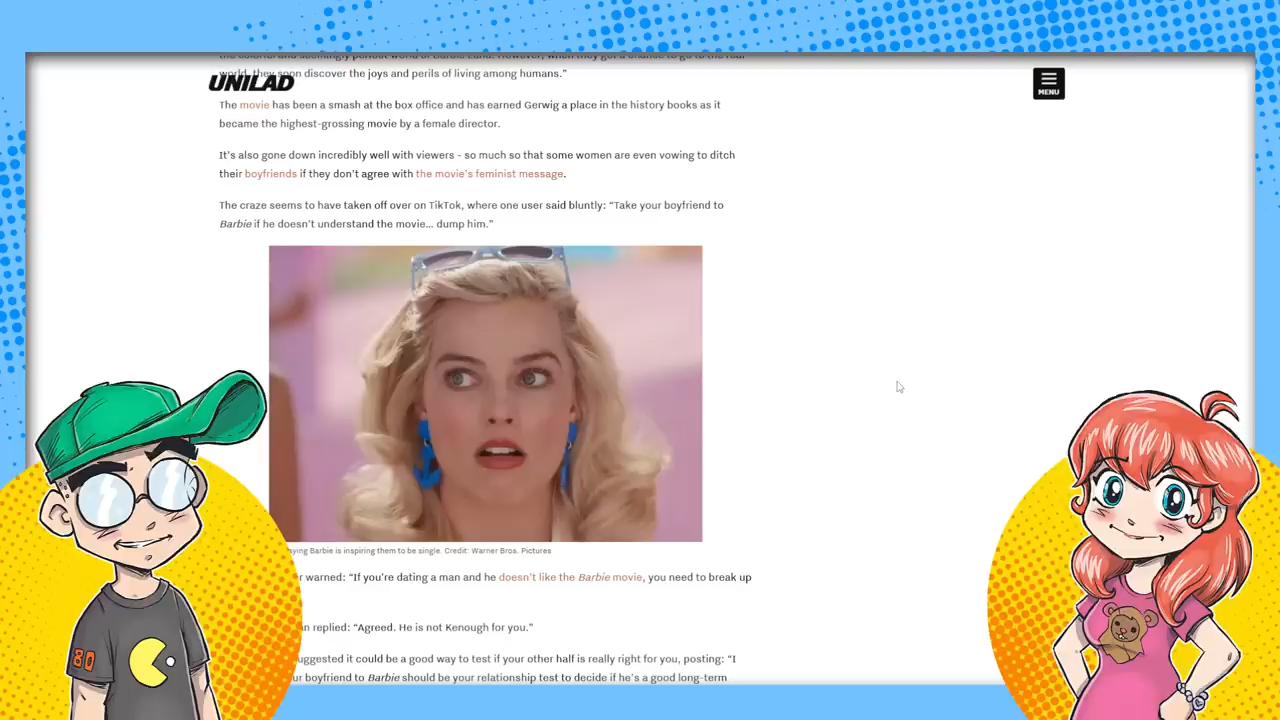 world, they soon discover the joys and perils of living among humans."
UNILAD
MENU
The movie has been a smash at the box office and has earned Gerwig a place in the history books as it
became the highest-grossing movie by a female director.
It's also gone down incredibly well with viewers - so much so that some women are even vowing to ditch
their boyfriends if they don't agree with the movie's feminist message.
The craze seems to have taken off over on TikTok, where one user said bluntly: "Take your boyfriend to
Barbie if he doesn't understand the movie... dump him."
aying Barbie is inspiring them to be single. Credit: Warner Bros. Pictures
r warned: "If you're dating a man and he doesn't like the Barbie movie, you need to break up
n replied: "Agreed. He is not Kenough for you."
uggested it could be a good way to test if your other half is really right for you, posting: "I
ur boyfriend to Barbie should be your relationship test to decide if he's a good long-term
80